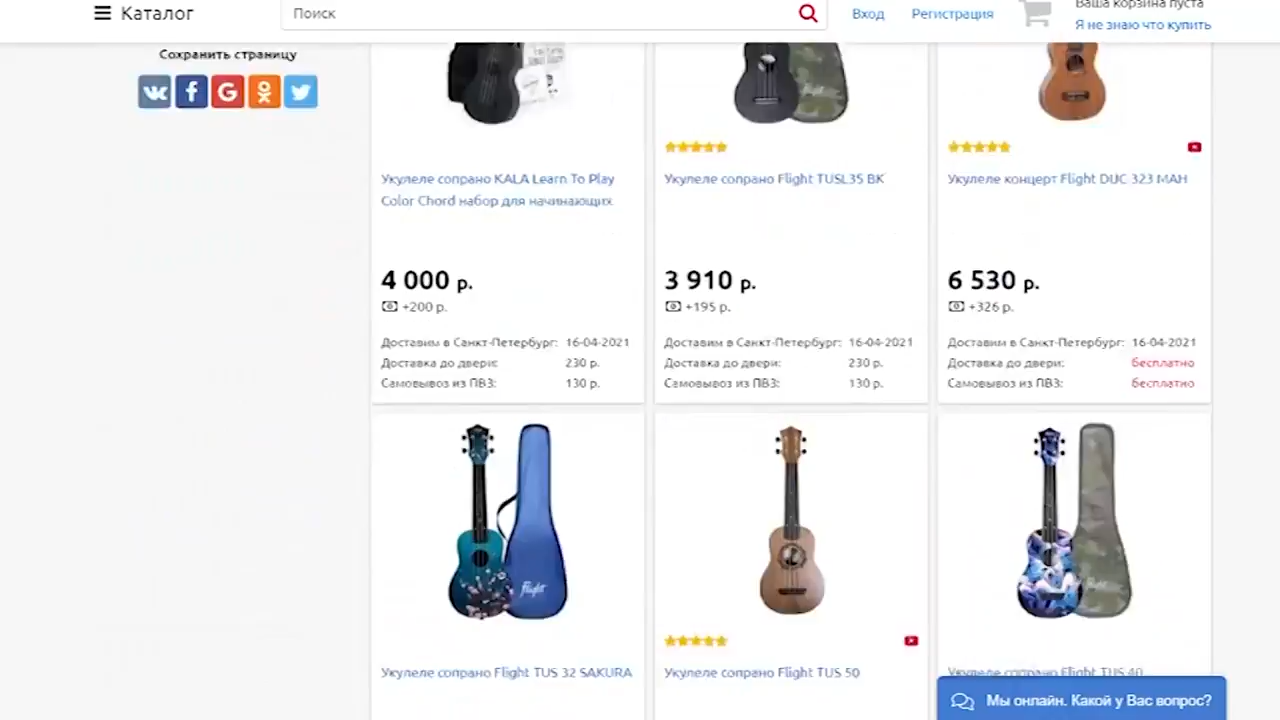 Каталог
Поиск
Вход
Регистрация
Ваша корзина пуста
Я не знаю что купить
Сохранить страницу
Укулеле сопрано KALA Learn To Play
Color Chord набор для начинающих
4 000 р.
+200 р.
Доставим в Санкт-Петербург: 16-04-2021
Доставка до двери: 230 р.
Самовывоз из ПВЗ: 130 р.
Укулеле сопрано Flight TUSL35 BK
3 910 р.
+195 р.
Доставим в Санкт-Петербург: 16-04-2021
Доставка до двери: 230 р.
Самовывоз из ПВЗ: 130 р.
Укулеле концерт Flight DUC 323 MAH
6 530 р.
+326 р.
Доставим в Санкт-Петербург: 16-04-2021
Доставка до двери: бесплатно
Самовывоз из ПВЗ: бесплатно
Flight
Укулеле сопрано Flight TUS 32 SAKURA
Укулеле сопрано Flight TUS 50
Укулеле сопрано Flight TUS 40
Мы онлайн. Какой у Вас вопрос?